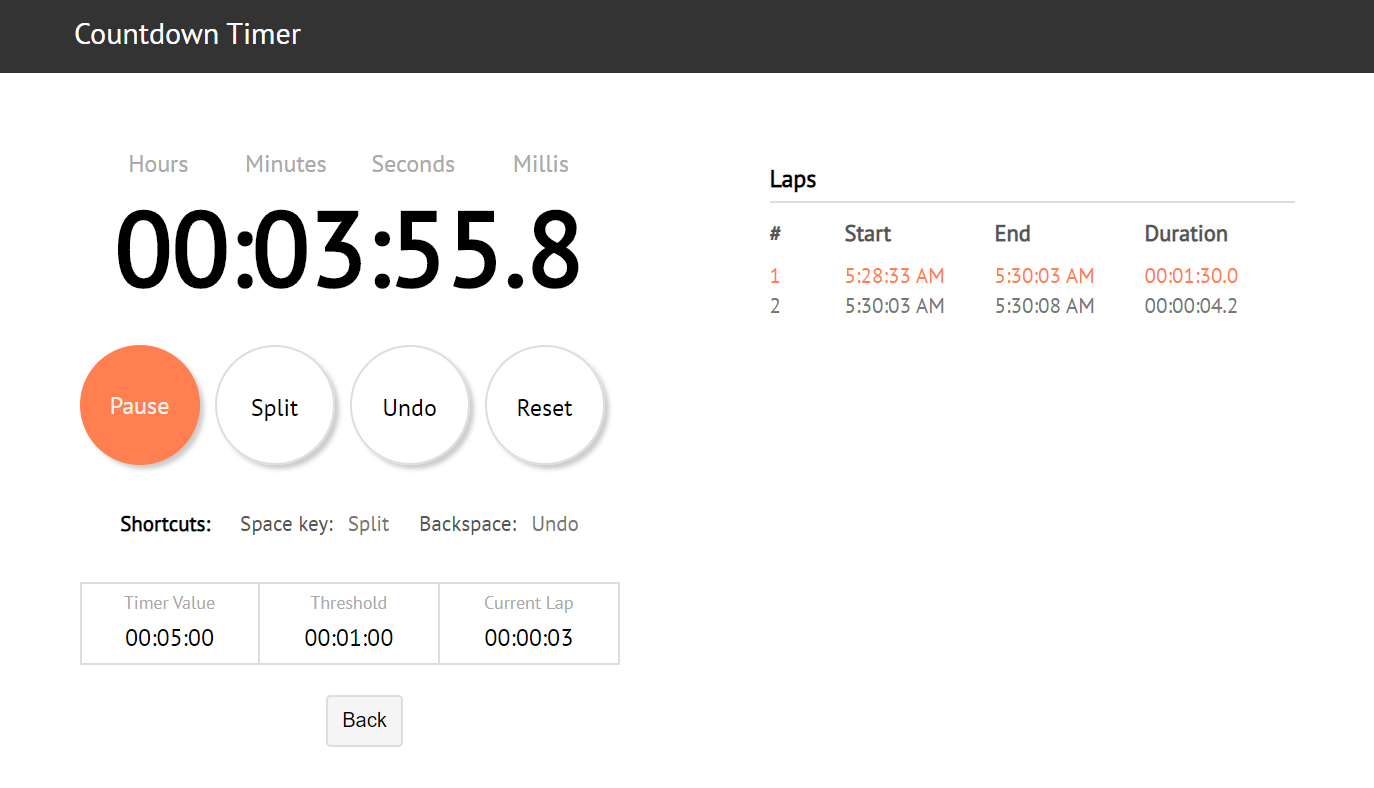 Countdown Timer
Hours Minutes Seconds Millis
00:03:55.8
Pause Split Undo Reset
Shortcuts: Space key: Split Backspace: Undo
Timer Value Threshold Current Lap
00:05:00 00:01:00 00:00:03
Back
Laps
# Start End Duration
1 5:28:33 AM 5:30:03 AM 00:01:30.0
2 5:30:03 AM 5:30:08 AM 00:00:04.2